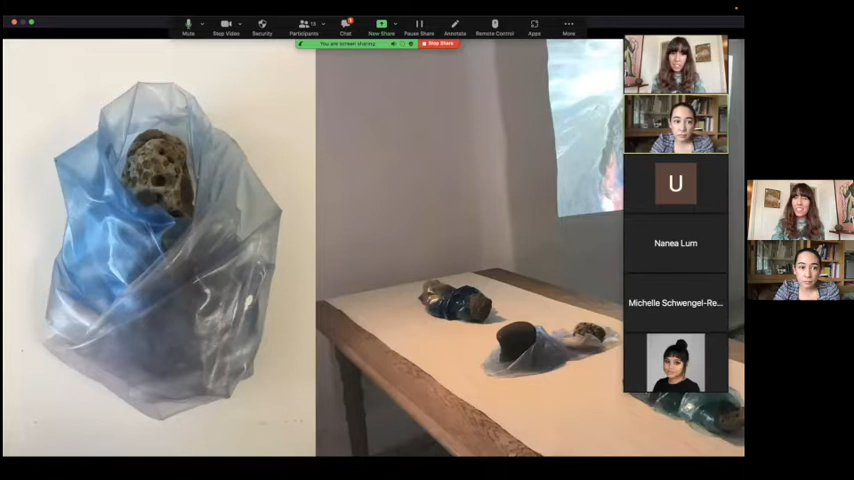 Mute
Stop Video
Security
Participants
13
Chat
New Share
Pause Share
Annotate
Remote Control
Apps
More
You are screen sharing
Stop Share
U
Nanea Lum
Michelle Schwengel-Re...